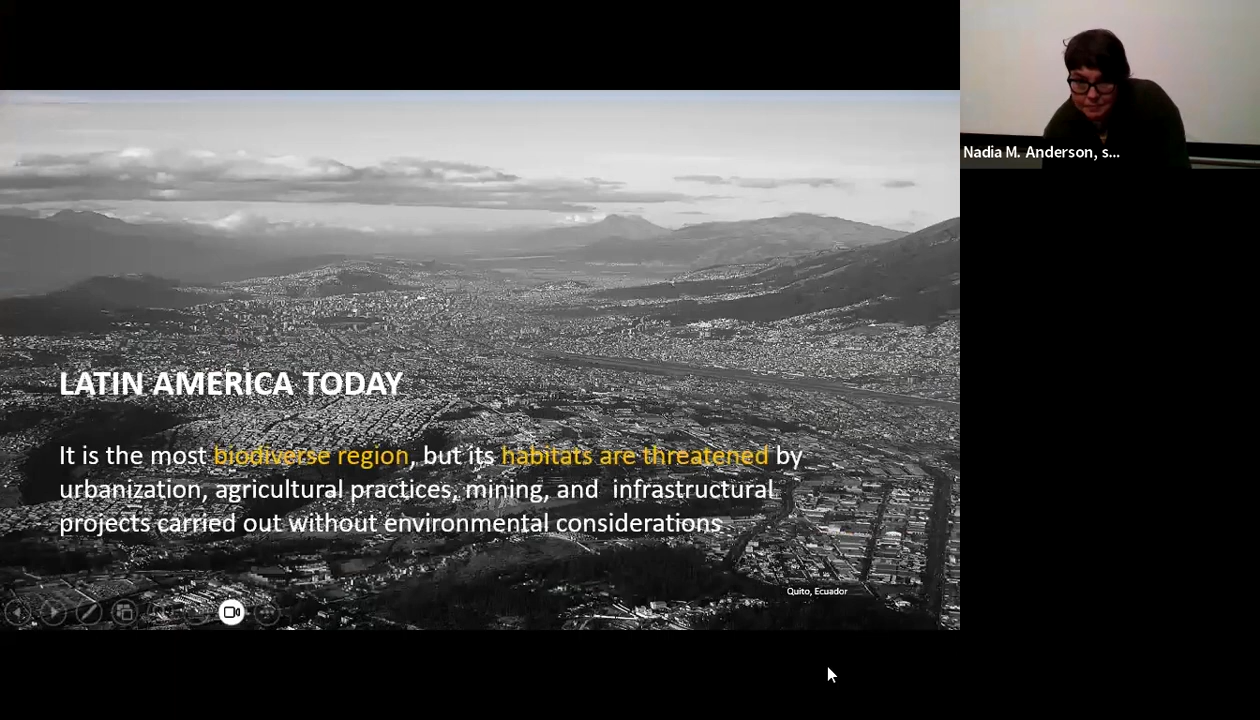 Nadia M. Anderson, s...
LATIN AMERICA TODAY
It is the most biodiverse region, but its habitats are threatened by
urbanization, agricultural practices, mining, and infrastructural
projects carried out without environmental considerations
Quito, Ecuador